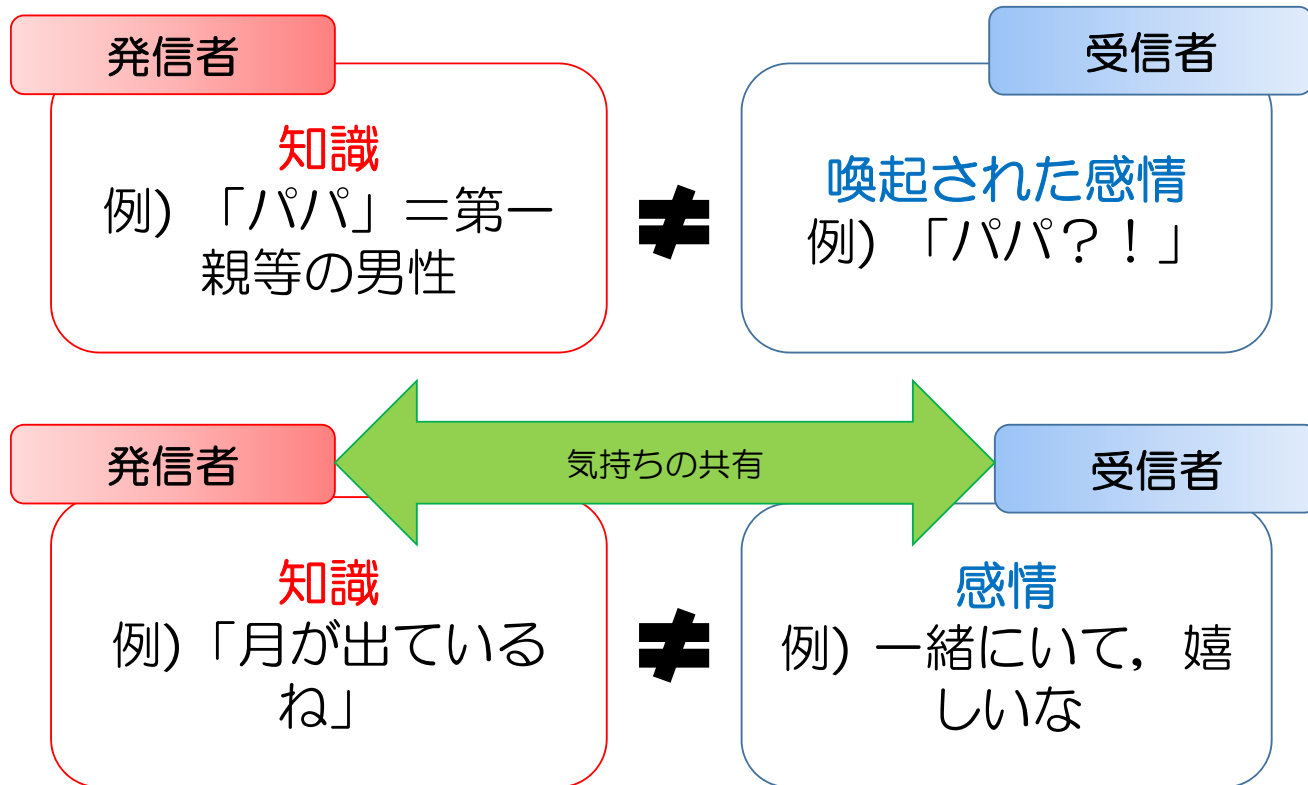 発信者
受信者
知識
例) 「パパ」＝第一
親等の男性
≠
喚起された感情
例) 「パパ？！」
発信者
気持ちの共有
受信者
知識
例)「月が出ている
ね」
≠
感情
例) 一緒にいて，嬉
しいな